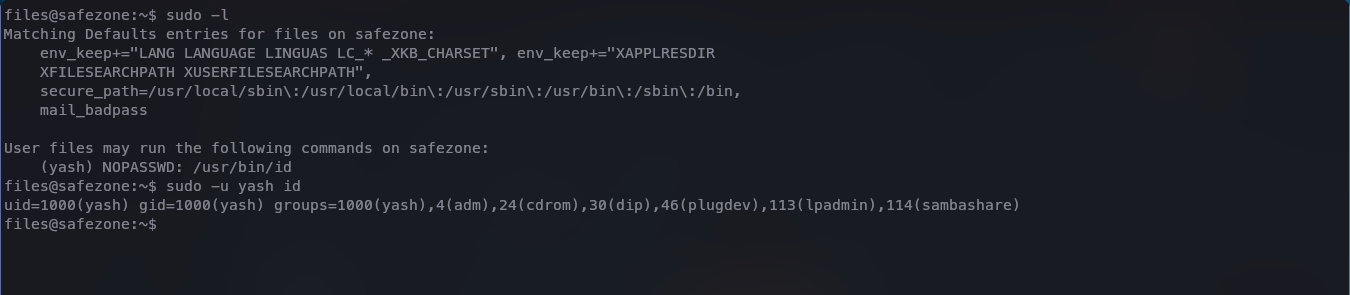 files@safezone:~$ sudo -l
Matching Defaults entries for files on safezone:
    env_keep+="LANG LANGUAGE LINGUAS LC_* _XKB_CHARSET", env_keep+="XAPPLRESDIR
    XFILESEARCHPATH XUSERFILESEARCHPATH",
    secure_path=/usr/local/sbin\:/usr/local/bin\:/usr/sbin\:/usr/bin\:/sbin\:/bin,
    mail_badpass

User files may run the following commands on safezone:
    (yash) NOPASSWD: /usr/bin/id
files@safezone:~$ sudo -u yash id
uid=1000(yash) gid=1000(yash) groups=1000(yash),4(adm),24(cdrom),30(dip),46(plugdev),113(lpadmin),114(sambashare)
files@safezone:~$